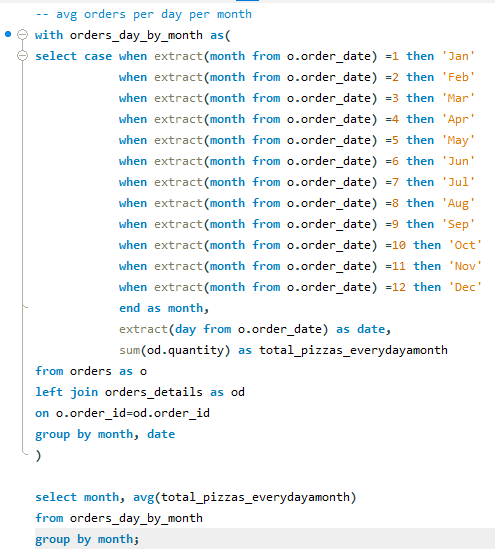 -- avg orders per day per month
with orders_day_by_month as(
select case when extract(month from o.order_date) =1 then 'Jan'
when extract(month from o.order_date) =2 then 'Feb'
when extract(month from o.order_date) =3 then 'Mar'
when extract(month from o.order_date) =4 then 'Apr'
when extract(month from o.order_date) =5 then 'May'
when extract(month from o.order_date) =6 then 'Jun'
when extract(month from o.order_date) =7 then 'Jul'
when extract(month from o.order_date) =8 then 'Aug'
when extract(month from o.order_date) =9 then 'Sep'
when extract(month from o.order_date) =10 then 'Oct'
when extract(month from o.order_date) =11 then 'Nov'
when extract(month from o.order_date) =12 then 'Dec'
end as month,
extract(day from o.order_date) as date,
sum(od.quantity) as total_pizzas_everydayamonth
from orders as o
left join orders_details as od
on o.order_id=od.order_id
group by month, date
)
select month, avg(total_pizzas_everydayamonth)
from orders_day_by_month
group by month;